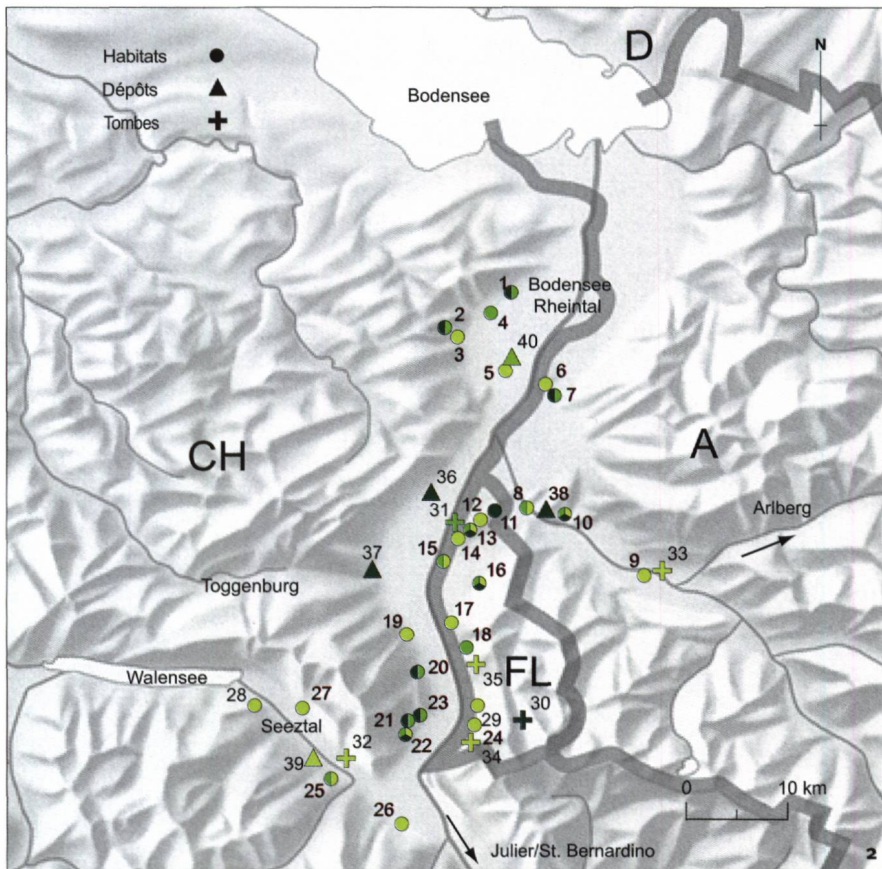 D
N
Habitats
Dépôts
Tombes
Bodensee
1
Bodensee
Rheintal
4
2
3
40
5
6
7
CH
A
36
12
8
38
Arlberg
31
11
10
13
14
15
37
16
9
33
Toggenburg
17
19
18
35
Walensee
20
FL
28
27
23
30
Seeztal
21
29
32
22
24
39
34
25
0
10 km
26
Julier/St. Bernardino
2